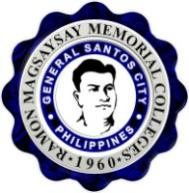 ·RAMON MAGSAYSAY MEMORIAL COLLEGES·
·1960·
GENERAL SANTOS CITY
·PHILIPPINES·